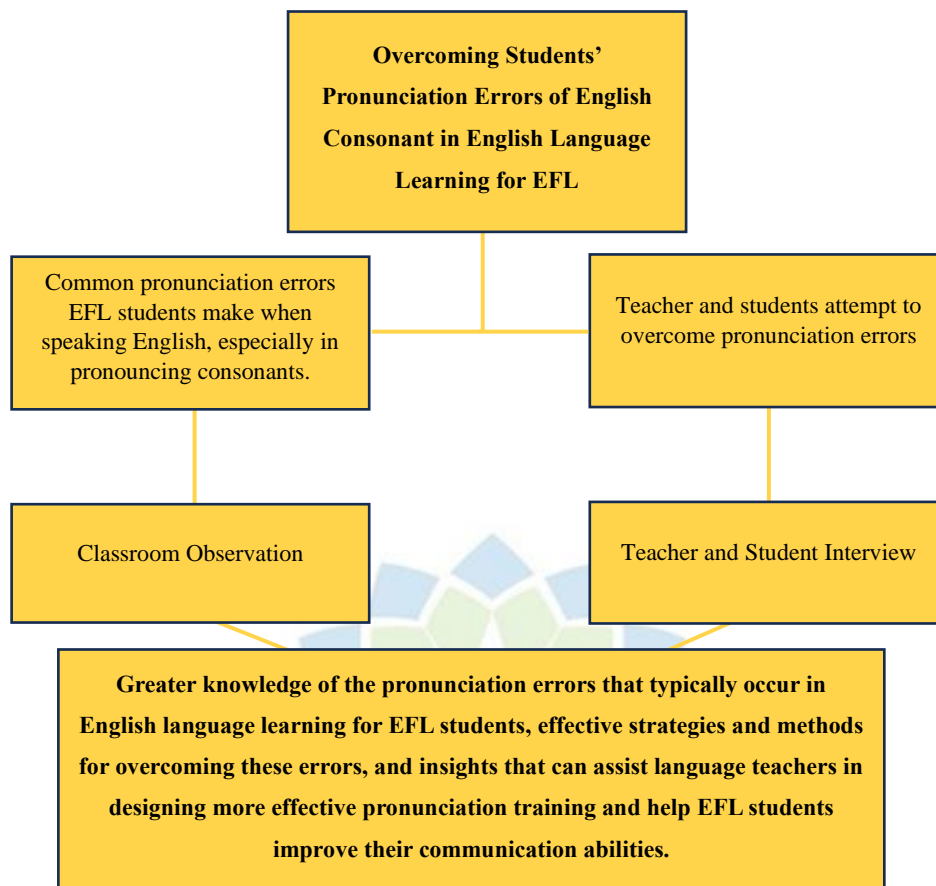 Overcoming Students’
Pronunciation Errors of English
Consonant in English Language
Learning for EFL
Common pronunciation errors
EFL students make when
speaking English, especially in
pronouncing consonants.
Teacher and students attempt to
overcome pronunciation errors
Classroom Observation
Teacher and Student Interview
Greater knowledge of the pronunciation errors that typically occur in
English language learning for EFL students, effective strategies and methods
for overcoming these errors, and insights that can assist language teachers in
designing more effective pronunciation training and help EFL students
improve their communication abilities.